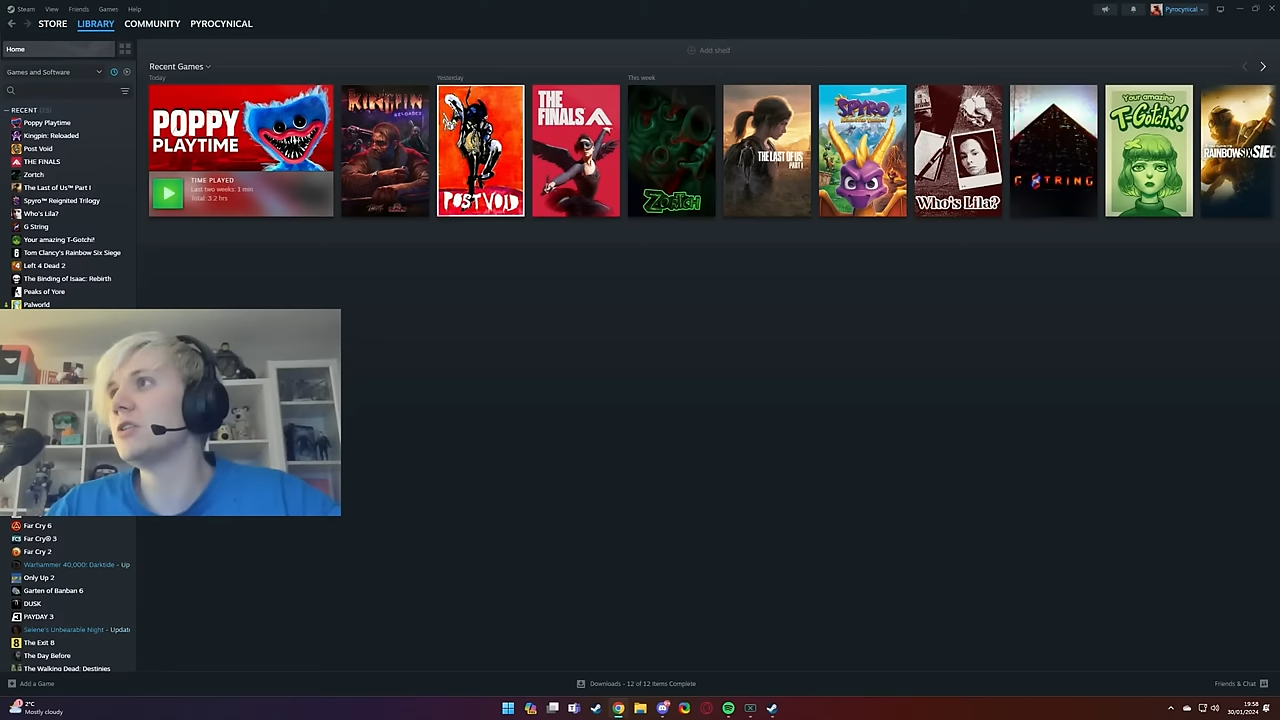 Steam View Friends Games Help
Pyrocynical
STORE LIBRARY COMMUNITY PYROCYNICAL
Home
Add shelf
Games and Software
Recent Games
Today
Yesterday
This week
RECENT
Poppy Playtime
Kingpin: Reloaded
Post Void
THE FINALS
Zortch
The Last of Us™ Part I
Spyro™ Reignited Trilogy
Who's Lila?
G String
Your amazing T-Gotchi!
Tom Clancy's Rainbow Six Siege
Left 4 Dead 2
The Binding of Isaac: Rebirth
Peaks of Yore
Palworld
POPPY
PLAYTIME
TIME PLAYED
Last two weeks: 1 min
Total: 3.2 hrs
KINGPIN
RELOADED
POST VOID
THE
FINALS
ZORTCH
THE LAST OF US
PART I
SPYRO
Who's Lila?
G STRING
Your amazing
T-Gotchi!
RAINBOW SIX SIEG
Far Cry 6
Far Cry® 3
Far Cry 2
Warhammer 40,000: Darktide - Up
Only Up 2
Garten of Banban 6
DUSK
PAYDAY 3
Selene's Unbearable Night - Update
The Exit 8
The Day Before
The Walking Dead: Destinies
Add a Game
Downloads - 12 of 12 Items Complete
Friends & Chat
2°C
Mostly cloudy
19:58
30/01/2024